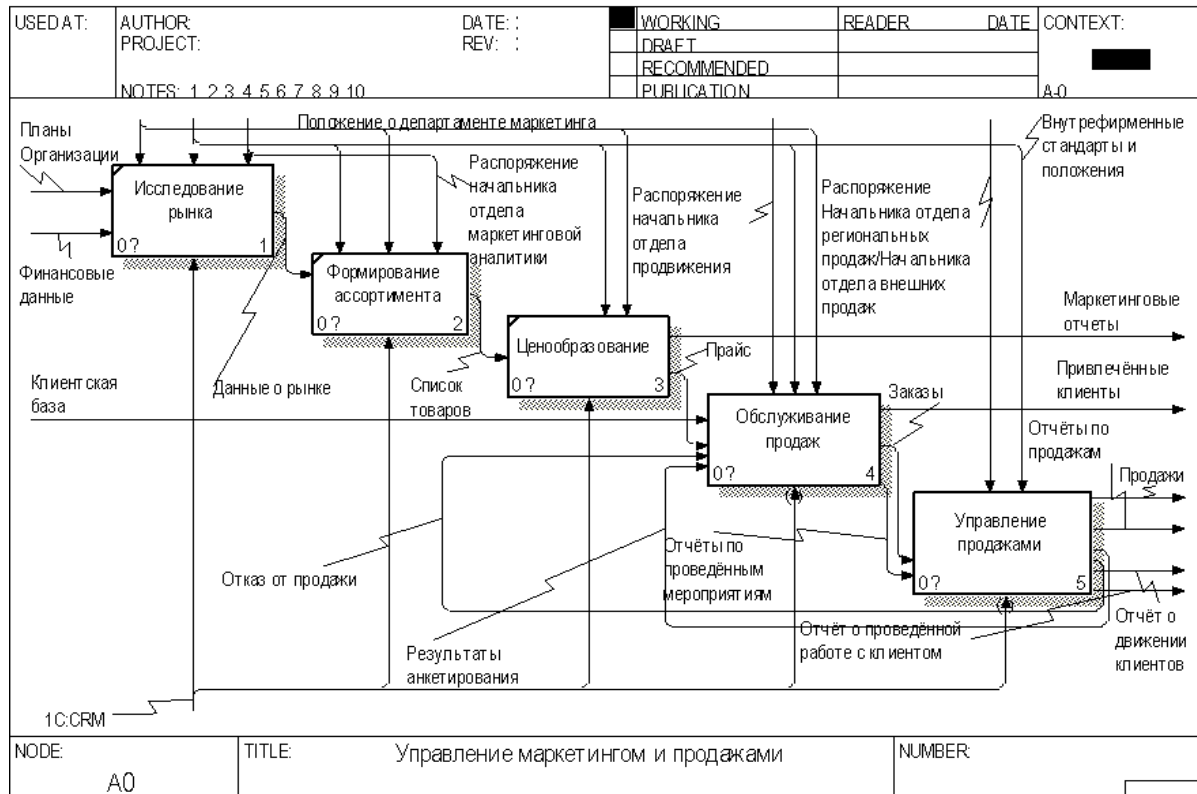 USED AT:
AUTHOR:
DATE:
PROJECT:
REV:
NOTES: 1 2 3 4 5 6 7 8 9 10
WORKING
DRAFT
RECOMMENDED
PUBLICATION
READER
DATE
CONTEXT:
A-0
Планы
Организации
Положение о департаменте маркетинга
Внутрефирменные
стандарты и
положения
Исследование
рынка
0?
1
Распоряжение
начальника
отдела
маркетинговой
аналитики
Распоряжение
начальника
отдела
продвижения
Распоряжение
Начальника отдела
региональных
продаж/Начальника
отдела внешних
продаж
Финансовые
данные
Формирование
ассортимента
0?
2
Маркетинговые
отчеты
Ценообразование
0?
3
Прайс
Клиентская
база
Данные о рынке
Список
товаров
Привлечённые
клиенты
Заказы
Обслуживание
продаж
0?
4
Отчёты по
продажам
Продажи
Управление
продажами
0?
5
Отчёты по
проведённым
мероприятиям
Отказ от продажи
Отчёт о проведённой
работе с клиентом
Отчёт о
движении
клиентов
Результаты
анкетирования
1С:CRM
NODE:
A0
TITLE:
Управление маркетингом и продажами
NUMBER: